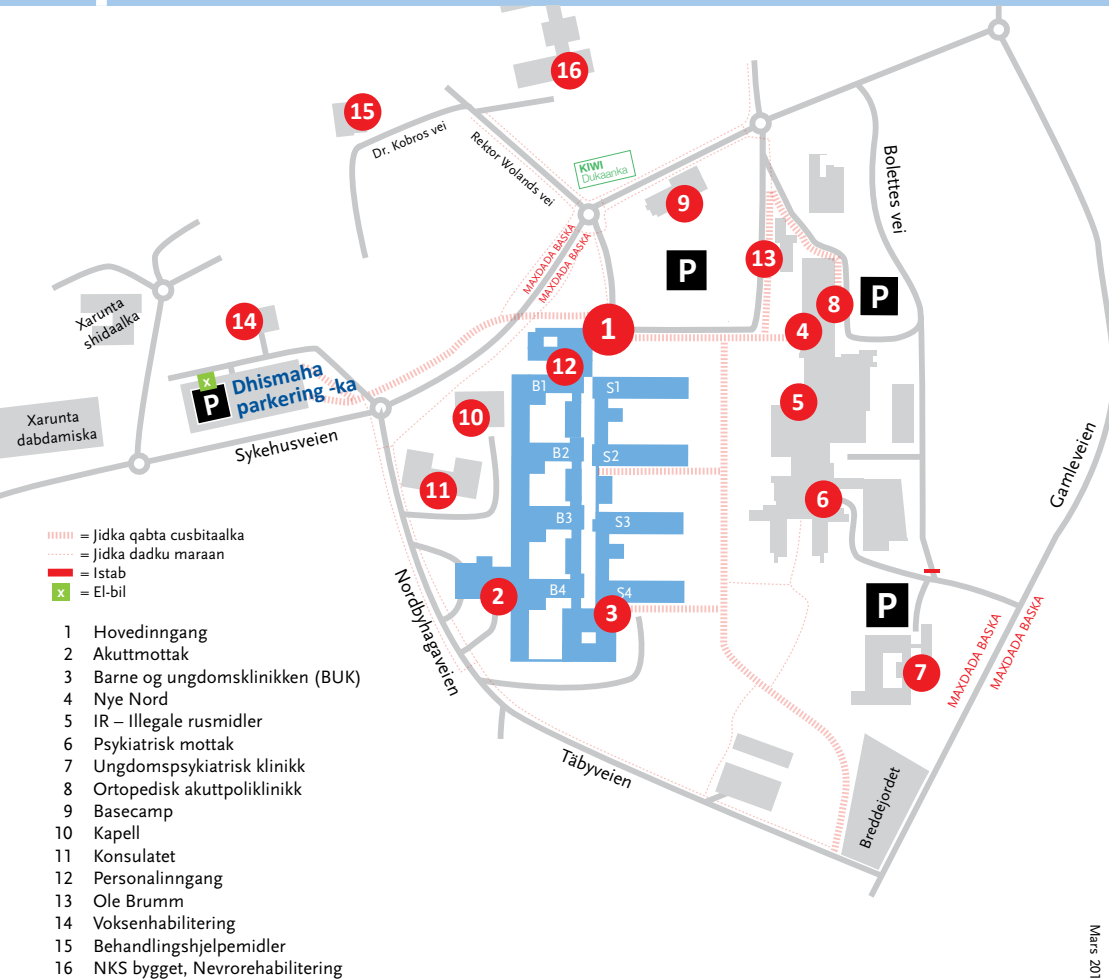 16
15
Dr. Kobros vei
Rektor Wolands vei
KIWI
Dukaanka
Bolettes vei
9
MAXDADA BASKA
MAXDADA BASKA
P
13
P
8
Xarunta
shidaalka
14
1
4
x
P
Dhismaha
parkering -ka
12
B1
S1
5
Xarunta
dabdamiska
10
Sykehusveien
B2
S2
Gamleveien
11
6
B3
S3
= Jidka qabta cusbitaalka
= Jidka dadku maraan
= Istab
x = El-bil
Nordbyhagaveien
2
B4
S4
3
P
MAXDADA BASKA
MAXDADA BASKA
7
Täbyveien
Breddejordet
1 Hovedinngang
2 Akuttmottak
3 Barne og ungdomsklinikken (BUK)
4 Nye Nord
5 IR – Illegale rusmidler
6 Psykiatrisk mottak
7 Ungdomspsykiatrisk klinikk
8 Ortopedisk akuttpoliklinikk
9 Basecamp
10 Kapell
11 Konsulatet
12 Personalinngang
13 Ole Brumm
14 Voksenhabilitering
15 Behandlingshjelpemidler
16 NKS bygget, Nevrorehabilitering
Mars 201